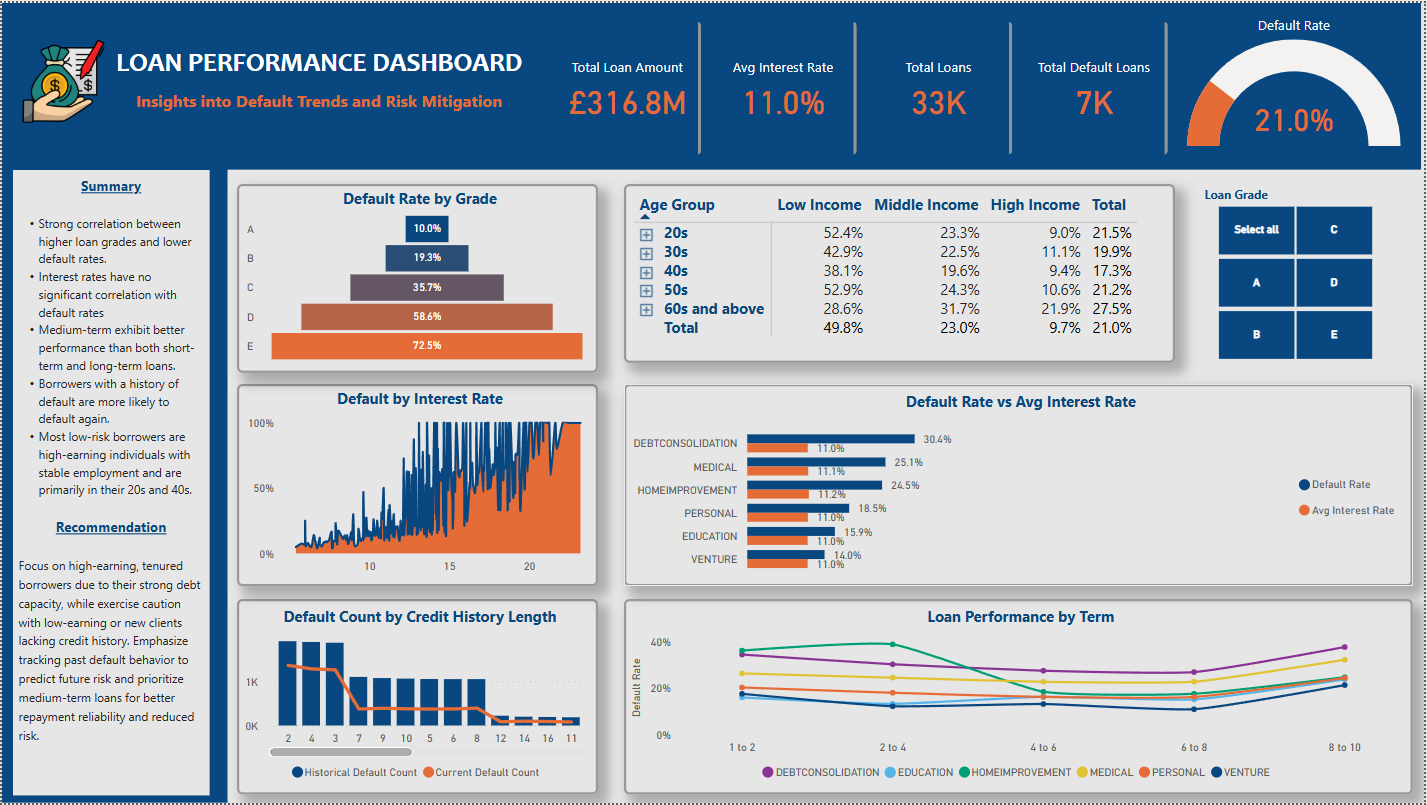 LOAN PERFORMANCE DASHBOARD
Insights into Default Trends and Risk Mitigation
Total Loan Amount
£316.8M
Avg Interest Rate
11.0%
Total Loans
33K
Total Default Loans
7K
Default Rate
21.0%
Summary
• Strong correlation between
higher loan grades and lower
default rates.
• Interest rates have no
significant correlation with
default rates
• Medium-term exhibit better
performance than both short-
term and long-term loans.
• Borrowers with a history of
default are more likely to
default again.
• Most low-risk borrowers are
high-earning individuals with
stable employment and are
primarily in their 20s and 40s.
Recommendation
Focus on high-earning, tenured
borrowers due to their strong debt
capacity, while exercise caution
with low-earning or new clients
lacking credit history. Emphasize
tracking past default behavior to
predict future risk and prioritize
medium-term loans for better
repayment reliability and reduced
risk.
Default Rate by Grade
A 10.0%
B 19.3%
C 35.7%
D 58.6%
E 72.5%
Age Group Low Income Middle Income High Income Total
20s 52.4% 23.3% 9.0% 21.5%
30s 42.9% 22.5% 11.1% 19.9%
40s 38.1% 19.6% 9.4% 17.3%
50s 52.9% 24.3% 10.6% 21.2%
60s and above 28.6% 31.7% 21.9% 27.5%
Total 49.8% 23.0% 9.7% 21.0%
Loan Grade
Select all C
A D
B E
Default by Interest Rate
100%
50%
0%
10 15 20
Default Rate vs Avg Interest Rate
DEBTCONSOLIDATION 30.4%
11.0%
MEDICAL 25.1%
11.1%
HOMEIMPROVEMENT 24.5%
11.2%
PERSONAL 18.5%
11.0%
EDUCATION 15.9%
11.0%
VENTURE 14.0%
11.0%
Default Rate
Avg Interest Rate
Default Count by Credit History Length
1K
0K
2 4 3 7 9 10 5 6 8 12 14 16 11
Historical Default Count Current Default Count
Loan Performance by Term
Default Rate
40%
20%
0%
1 to 2 2 to 4 4 to 6 6 to 8 8 to 10
DEBTCONSOLIDATION EDUCATION HOMEIMPROVEMENT MEDICAL PERSONAL VENTURE